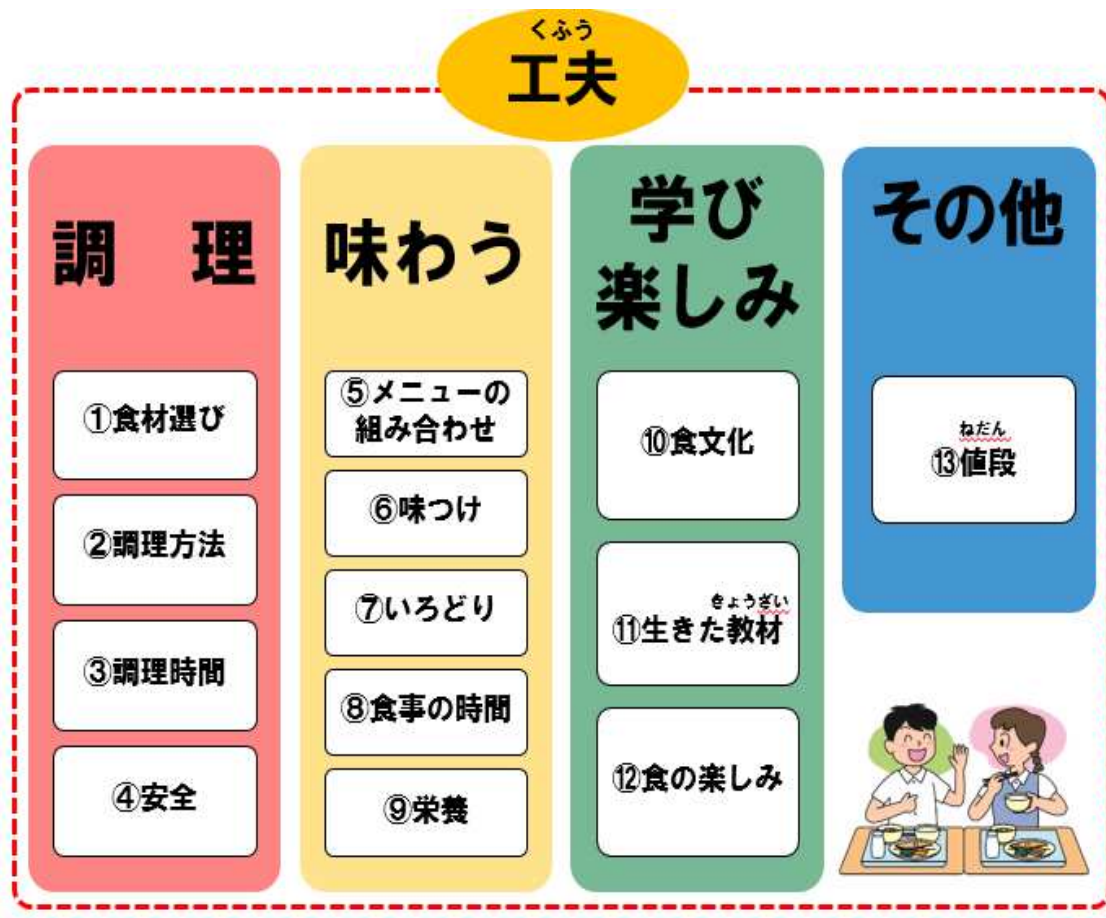 くふう
工夫
調　理
①食材選び
②調理方法
③調理時間
④安全
味わう
⑤メニューの
組み合わせ
⑥味つけ
⑦いろどり
⑧食事の時間
⑨栄養
学び
楽しみ
⑩食文化
きょうざい
⑪生きた教材
⑫食の楽しみ
その他
ねだん
⑬値段